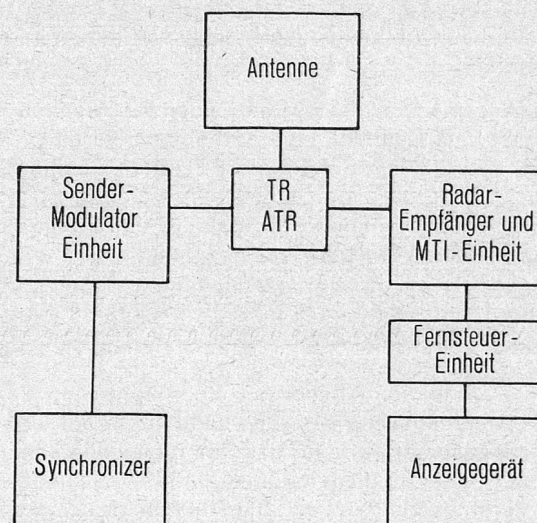 Antenne
Sender-
Modulator
Einheit
TR
ATR
Radar-
Empfänger und
MTI-Einheit
Fernsteuer-
Einheit
Synchronizer
Anzeigegerät